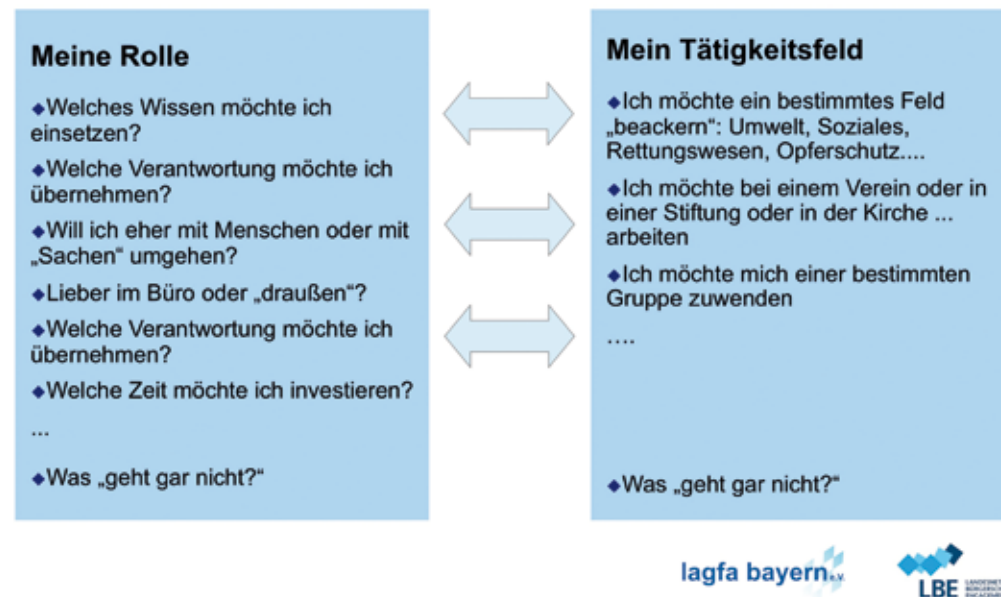 Meine Rolle
◆Welches Wissen möchte ich
einsetzen?
◆Welche Verantwortung möchte ich
übernehmen?
◆Will ich eher mit Menschen oder mit
„Sachen“ umgehen?
◆Lieber im Büro oder „draußen“?
◆Welche Verantwortung möchte ich
übernehmen?
◆Welche Zeit möchte ich investieren?
...
◆Was „geht gar nicht?“
Mein Tätigkeitsfeld
◆Ich möchte ein bestimmtes Feld
„beackern“: Umwelt, Soziales,
Rettungswesen, Opferschutz....
◆Ich möchte bei einem Verein oder in
einer Stiftung oder in der Kirche ...
arbeiten
◆Ich möchte mich einer bestimmten
Gruppe zuwenden
....
◆Was „geht gar nicht?“
lagfa bayern e.V.
LBE